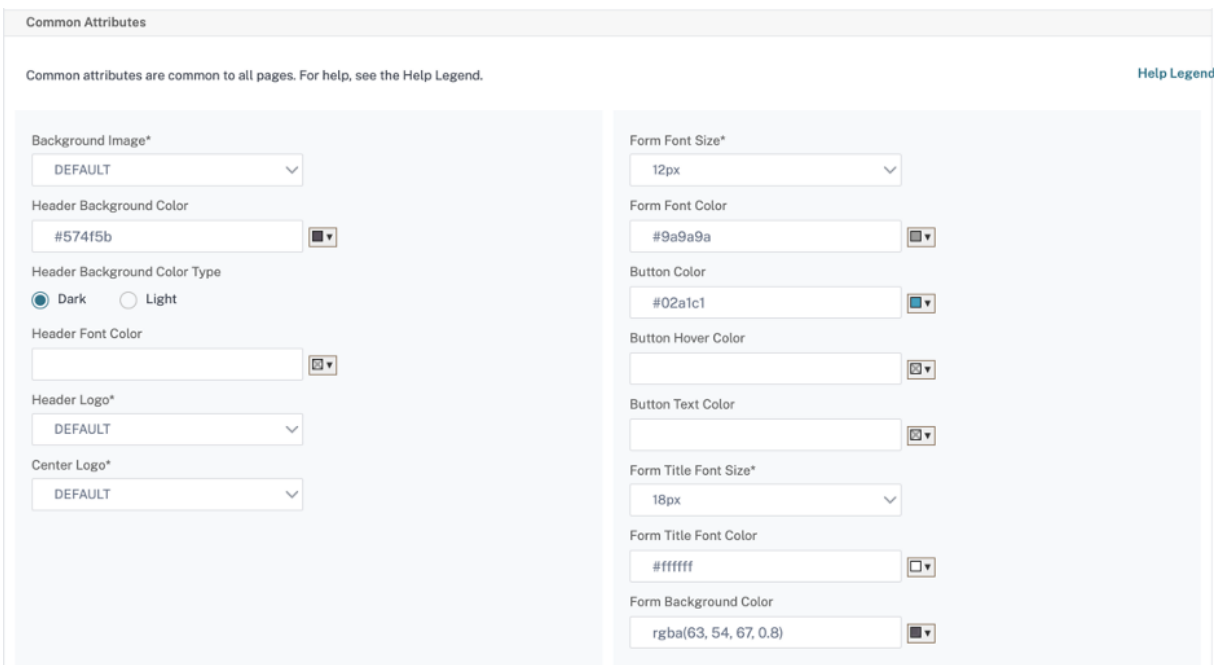 Common Attributes
Common attributes are common to all pages. For help, see the Help Legend.
Help Legend
Background Image*
DEFAULT
Header Background Color
#574f5b
Header Background Color Type
Dark Light
Header Font Color
Header Logo*
DEFAULT
Center Logo*
DEFAULT
Form Font Size*
12px
Form Font Color
#9a9a9a
Button Color
#02a1c1
Button Hover Color
Button Text Color
Form Title Font Size*
18px
Form Title Font Color
#ffffff
Form Background Color
rgba(63, 54, 67, 0.8)